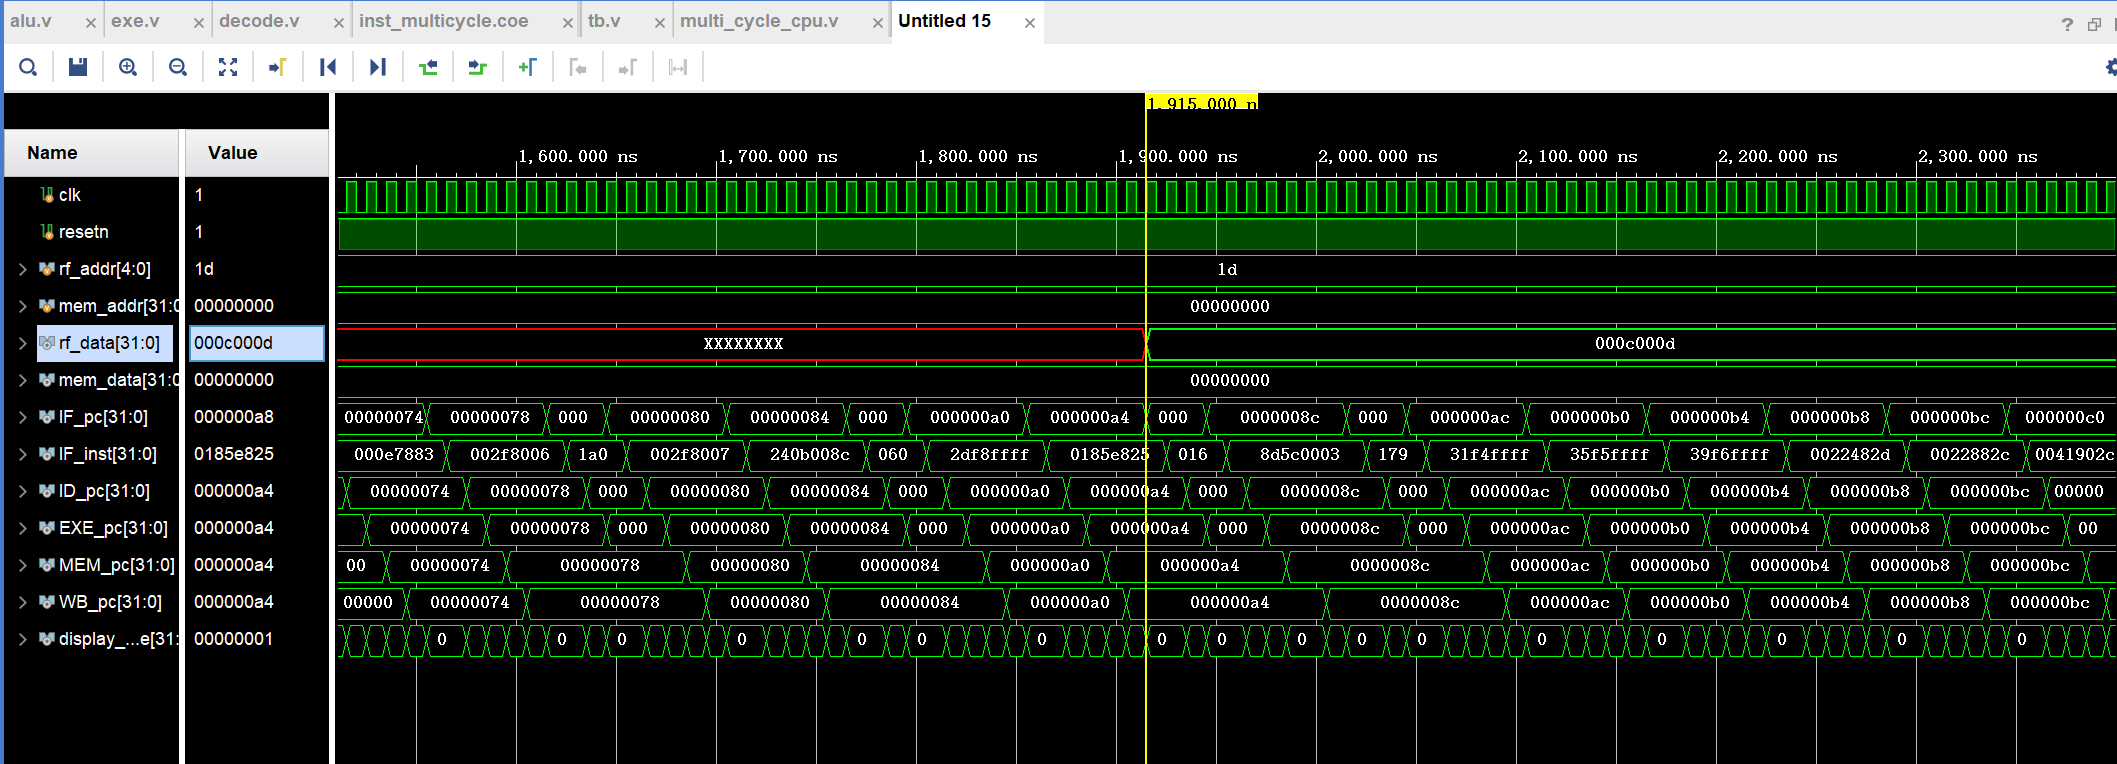 alu.v × exe.v × decode.v × inst_multicycle.coe × tb.v × multi_cycle_cpu.v × Untitled 15 ×
?
1,915.000 n
Name Value
1,600.000 ns 1,700.000 ns 1,800.000 ns 1,900.000 ns 2,000.000 ns 2,100.000 ns 2,200.000 ns 2,300.000 ns
clk 1
resetn 1
rf_addr[4:0] 1d 1d
mem_addr[31:0 00000000 00000000
rf_data[31:0] 000c000d XXXXXXXX 000c000d
mem_data[31:0 00000000 00000000
IF_pc[31:0] 000000a8 00000074 00000078 000 00000080 00000084 000 000000a0 000000a4 000 0000008c 000 000000ac 000000b0 000000b4 000000b8 000000bc 000000c0
IF_inst[31:0] 0185e825 000e7883 002f8006 1a0 002f8007 240b008c 060 2df8ffff 0185e825 016 8d5c0003 179 31f4ffff 35f5ffff 39f6ffff 0022482d 0022882c 0041902c
ID_pc[31:0] 000000a4 00000074 00000078 000 00000080 00000084 000 000000a0 000000a4 000 0000008c 000 000000ac 000000b0 000000b4 000000b8 000000bc 00000
EXE_pc[31:0] 000000a4 00000074 00000078 000 00000080 00000084 000 000000a0 000000a4 000 0000008c 000 000000ac 000000b0 000000b4 000000b8 000000bc 00
MEM_pc[31:0] 000000a4 00 00000074 00000078 00000080 00000084 000000a0 000000a4 0000008c 000000ac 000000b0 000000b4 000000b8 000000bc
WB_pc[31:0] 000000a4 00000 00000074 00000078 00000080 00000084 000000a0 000000a4 0000008c 000000ac 000000b0 000000b4 000000b8 000000bc
display_...e[31: 00000001 0 0 0 0 0 0 0 0 0 0 0 0 0 0 0 0